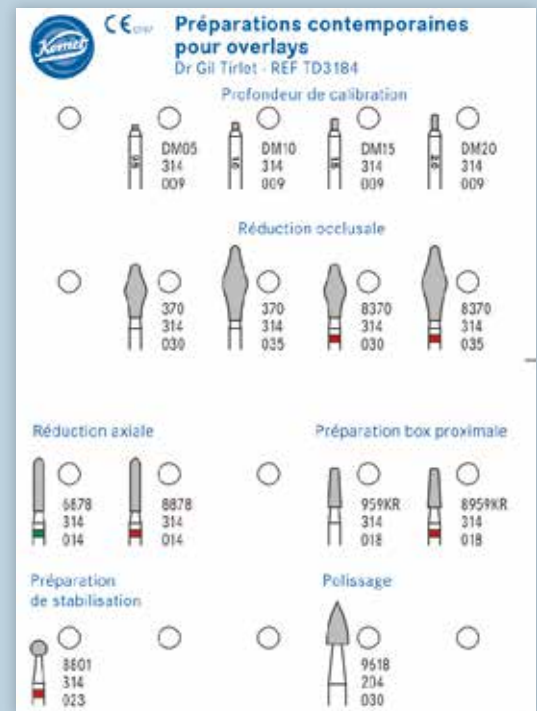 Komet
CE 0197
Préparations contemporaines
pour overlays
Dr Gil Tirlet - REF TD3184
Profondeur de calibration
DM05 DM10 DM15 DM20
314 314 314 314
009 009 009 009
Réduction occlusale
370 370 8370 8370
314 314 314 314
030 035 030 035
Réduction axiale Préparation box proximale
6878 8878 959KR 8959KR
314 314 314 314
014 014 018 018
Préparation Polissage
de stabilisation
8801 9618
314 204
023 030